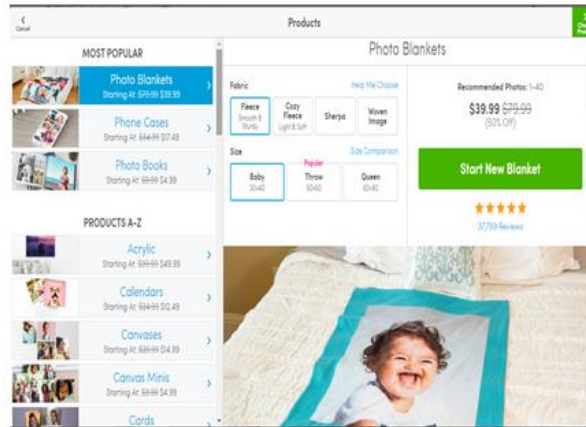 Cancel
Products
MOST POPULAR
Photo Blankets
Starting At: $79.99 $39.99
Phone Cases
Starting At: $34.99 $17.49
Photo Books
Starting At: $9.99 $4.99
PRODUCTS A-Z
Acrylic
Starting At: $99.99 $49.99
Calendars
Starting At: $24.99 $12.49
Canvases
Starting At: $14.99
Canvas Minis
Starting At: $9.99 $4.99
Cards
Photo Blankets
Fabric
Help Me Choose
Fleece
Smooth &
Sturdy
Cozy
Fleece
Light & Soft
Sherpa
Woven
Image
Size
Size Comparison
Popular
Baby
30x40
Throw
50x60
Queen
60x80
Recommended Photos: 1-40
$39.99 $79.99
(50% Off)
Start New Blanket
37,789 Reviews